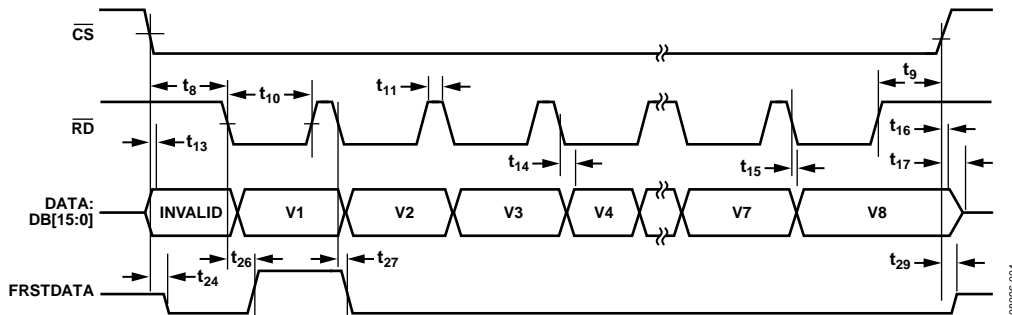 CS
t8
t10
t11
t9
RD
t13
t14
t15
t16
t17
DATA:
DB[15:0]
INVALID
V1
V2
V3
V4
V7
V8
t24
t26
t27
t29
FRSTDATA